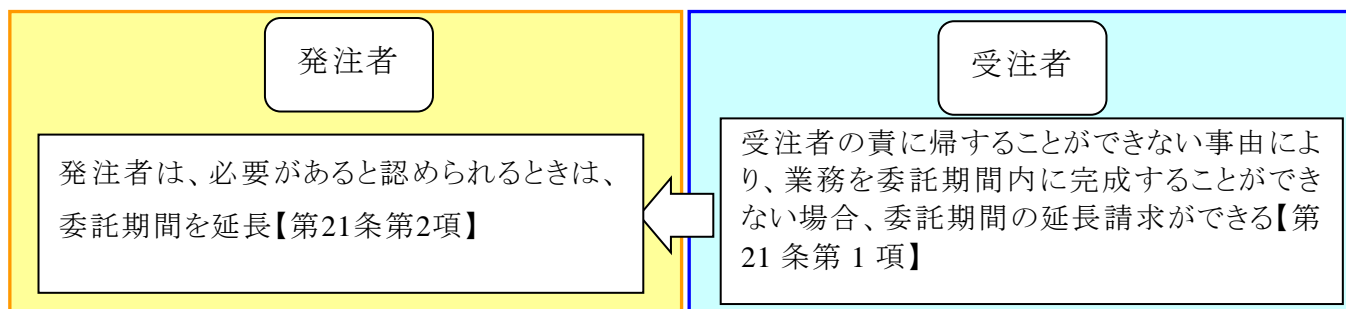 発注者
発注者は、必要があると認められるときは、
委託期間を延長【第21条第2項】
受注者
受注者の責に帰することができない事由によ
り、業務を委託期間内に完成することができ
ない場合、委託期間の延長請求ができる【第
21 条第 1 項】